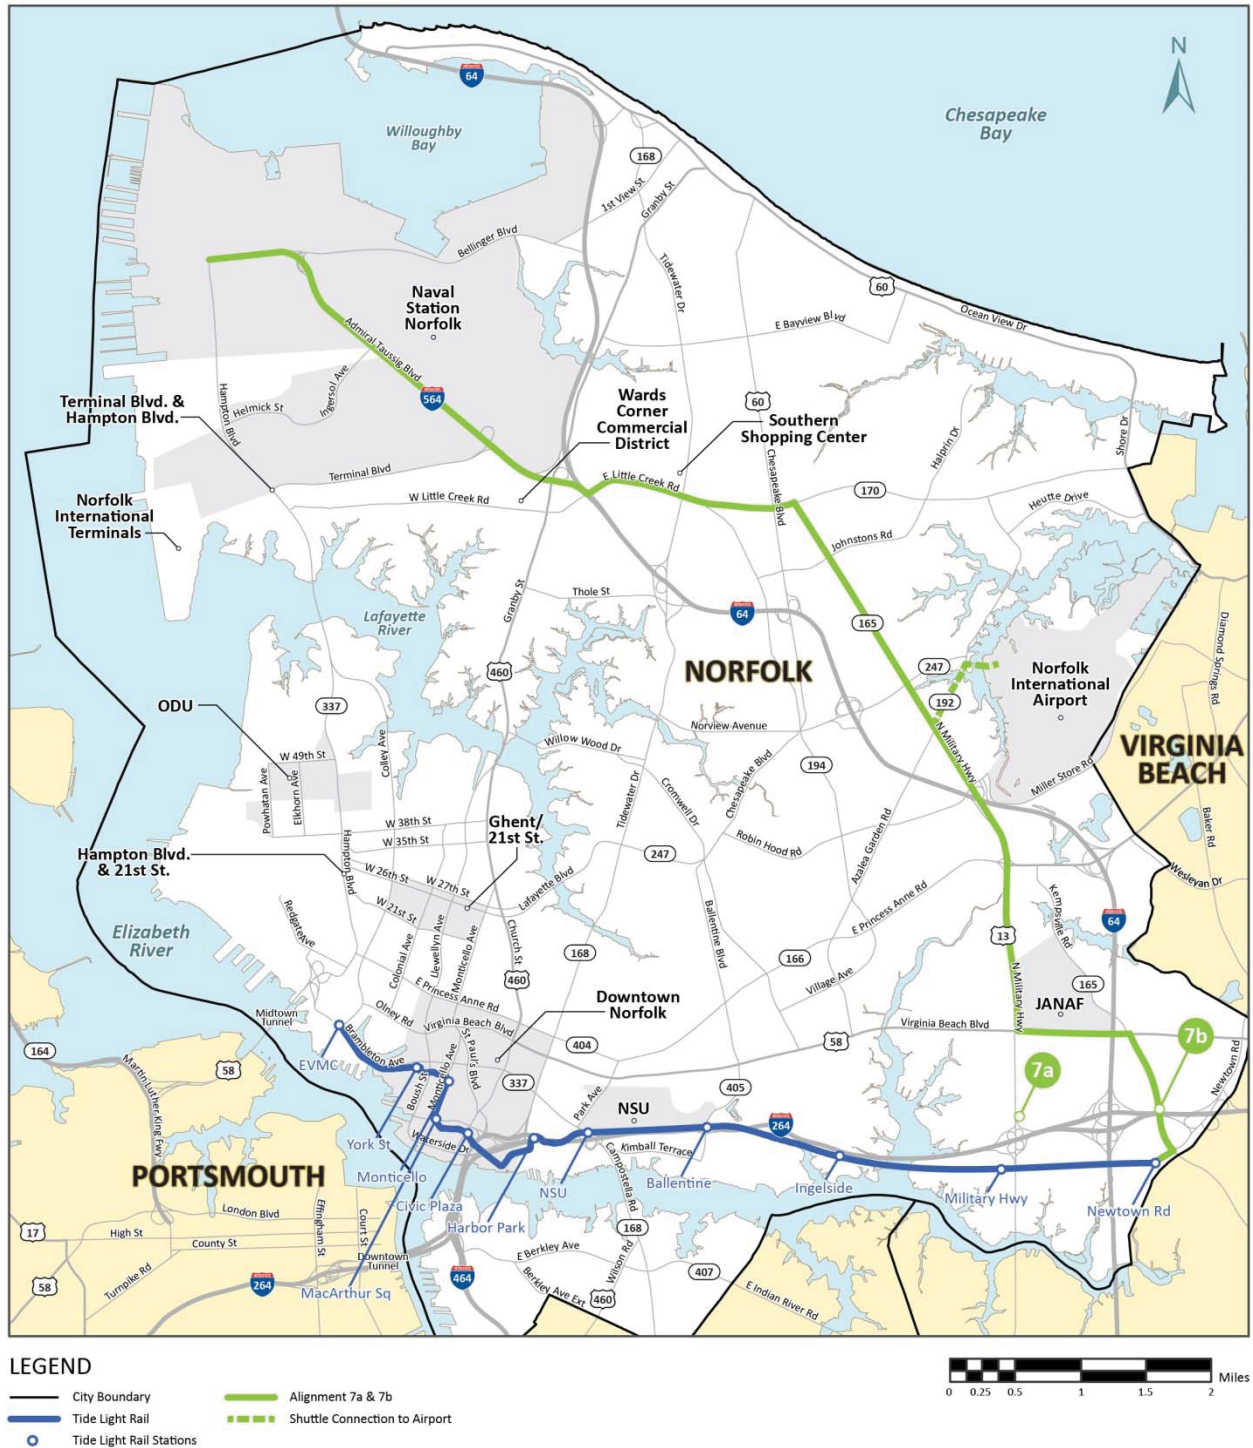 64
N
Chesapeake
Bay
Willoughby
Bay
168
1st View St
Granby St
Bellinger Blvd
Tidewater Dr
60
Ocean View Dr
Naval
Station
Norfolk
E Bayview Blvd
Admiral Taussig Blvd
Ingersol Ave
Helmick St
Hampton Blvd
564
Terminal Blvd. &
Hampton Blvd.
Wards
Corner
Commercial
District
60
Southern
Shopping Center
Halprin Dr
Shore Dr
Terminal Blvd
W Little Creek Rd
E Little Creek Rd
Chesapeake Blvd
170
Heutte Drive
Norfolk
International
Terminals
Johnstons Rd
Granby St
Thole St
64
165
Lafayette
River
Diamond Springs Rd
NORFOLK
247
Norfolk
International
Airport
460
192
ODU
337
Norview Avenue
N Military Hwy
VIRGINIA
BEACH
Colley Ave
Willow Wood Dr
W 49th St
194
Miller Store Rd
Powhatan Ave
Elkhorn Ave
Tidewater Dr
Cromwell Dr
Chesapeake Blvd
Baker Rd
Ghent/
21st St.
W 38th St
W 35th St
Robin Hood Rd
Azalea Garden Rd
Hampton Blvd.
& 21st St.
Hampton Blvd
247
W 26th St
W 27th St
Lafayette Blvd
Wesleyan Dr
W 21st St
Redgate Ave
Kempsville Rd
64
Elizabeth
River
Colonial Ave
Llewellyn Ave
Monticello Ave
Church St
Ballentine Blvd
E Princess Anne Rd
13
168
166
460
Village Ave
N Military Hwy
165
E Princess Anne Rd
Downtown
Norfolk
JANAF
Midtown
Tunnel
Olney Rd
Virginia Beach Blvd
Virginia Beach Blvd
Brambleton Ave
St Paul's Blvd
404
58
7b
164
EVMC
58
Martin Luther King Fwy
Boush St
Monticello Ave
337
7a
Newtown Rd
405
Park Ave
NSU
264
York St
Waterside Dr
Kimball Terrace
Campostella Rd
PORTSMOUTH
Monticello
NSU
Ballentine
Ingelside
Military Hwy
Civic Plaza
Newtown Rd
London Blvd
Effingham St
Court St
Harbor Park
168
17
High St
County St
E Berkley Ave
Wilson Rd
Downtown
Tunnel
Turnpike Rd
58
264
MacArthur Sq
464
Berkley Ave Ext
460
407
E Indian River Rd
LEGEND
City Boundary
Tide Light Rail
Tide Light Rail Stations
Alignment 7a & 7b
Shuttle Connection to Airport
Miles
0 0.25 0.5 1 1.5 2